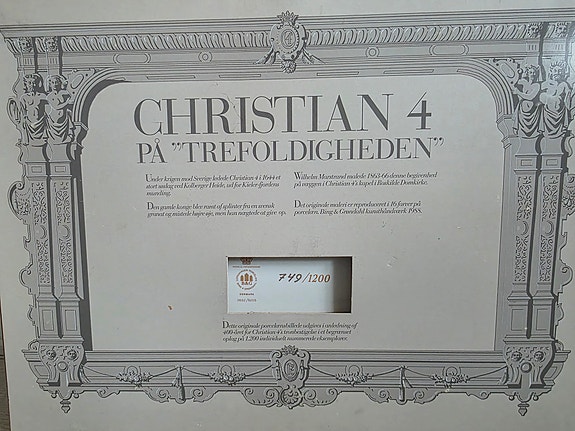 CHRISTIAN 4
PÅ "TREFOLDIGHEDEN"
Under krigen mod Sverige ledede Christian 4 i 1644 et
stort søslag ved Kolberger Heide, ud for Kieler-fjordens
munding.
Den gamle konge blev ramt af splinter fra en svensk
granat og mistede højre øje, men han nægtede at give op.
Wilhelm Marstrand malede 1863-66 denne begivenhed
på væggen i Christian 4's kapel i Roskilde Domkirke.
Det originale maleri er reproduceret i 16 farver på
porcelæn. Bing & Grøndahl kunsthåndværk 1988.
B&G
749/1200
Dette originale porcelænsbillede udgives i anledning af
400-året for Christian 4's tronbestigelse i et begrænset
oplag på 1.200 individuelt nummererede eksemplarer.